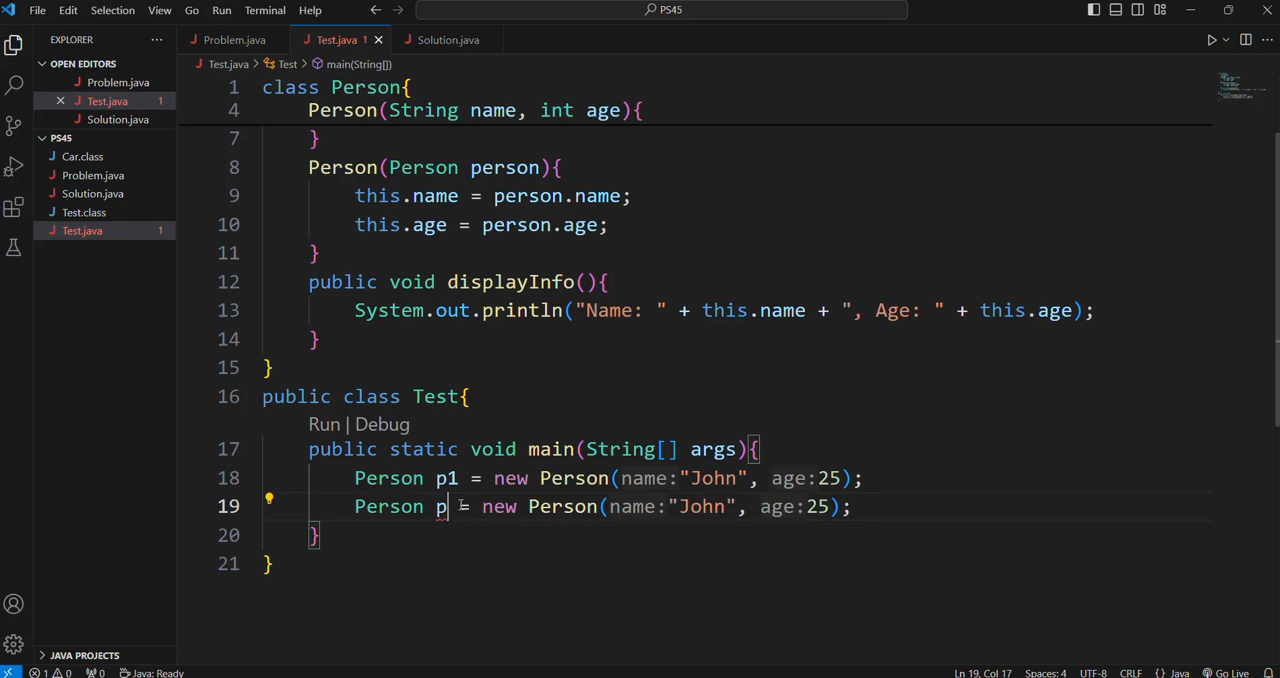 File Edit Selection View Go Run Terminal Help PS45
EXPLORER
Problem.java Test.java 1 Solution.java
OPEN EDITORS
Problem.java
Test.java 1
Solution.java
PS45
Car.class
Problem.java
Solution.java
Test.class
Test.java 1
JAVA PROJECTS
Test.java > Test > main(String[])
1 class Person{
4 Person(String name, int age){
7 }
8 Person(Person person){
9 this.name = person.name;
10 this.age = person.age;
11 }
12 public void displayInfo(){
13 System.out.println("Name: " + this.name + ", Age: " + this.age);
14 }
15 }
16 public class Test{
Run | Debug
17 public static void main(String[] args){
18 Person p1 = new Person(name:"John", age:25);
19 Person p = new Person(name:"John", age:25);
20 }
21 }
1 0 0 Java: Ready Ln 19, Col 17 Spaces: 4 UTF-8 CRLF {} Java Go Live